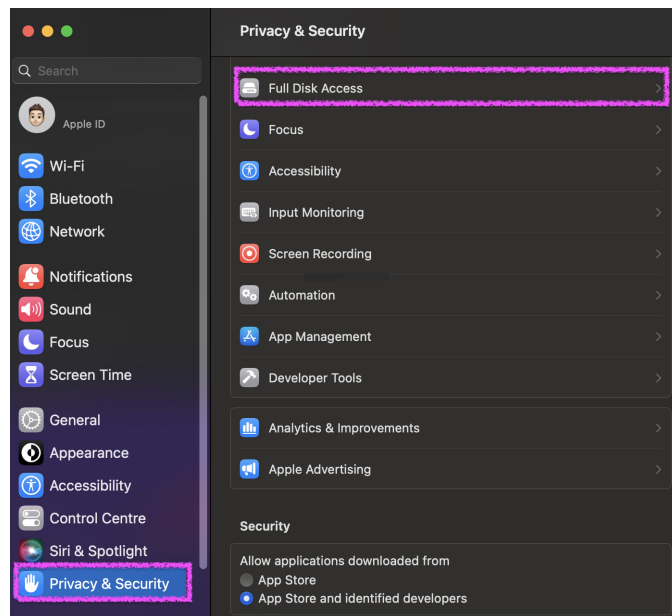 Privacy & Security
Search
Apple ID
Wi-Fi
Bluetooth
Network
Notifications
Sound
Focus
Screen Time
General
Appearance
Accessibility
Control Centre
Siri & Spotlight
Privacy & Security
Full Disk Access
Focus
Accessibility
Input Monitoring
Screen Recording
Automation
App Management
Developer Tools
Analytics & Improvements
Apple Advertising
Security
Allow applications downloaded from
App Store
App Store and identified developers